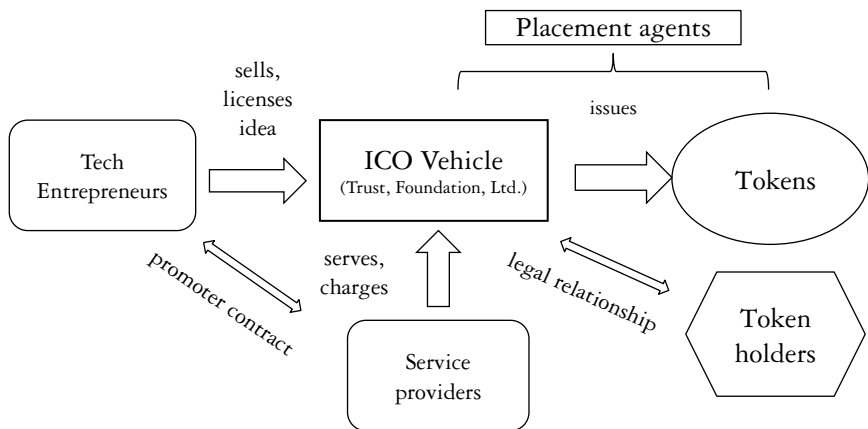 Placement agents
sells,
licenses
idea
issues
Tech
Entrepreneurs
ICO Vehicle
(Trust, Foundation, Ltd.)
Tokens
promoter contract
serves,
charges
legal relationship
Service
providers
Token
holders